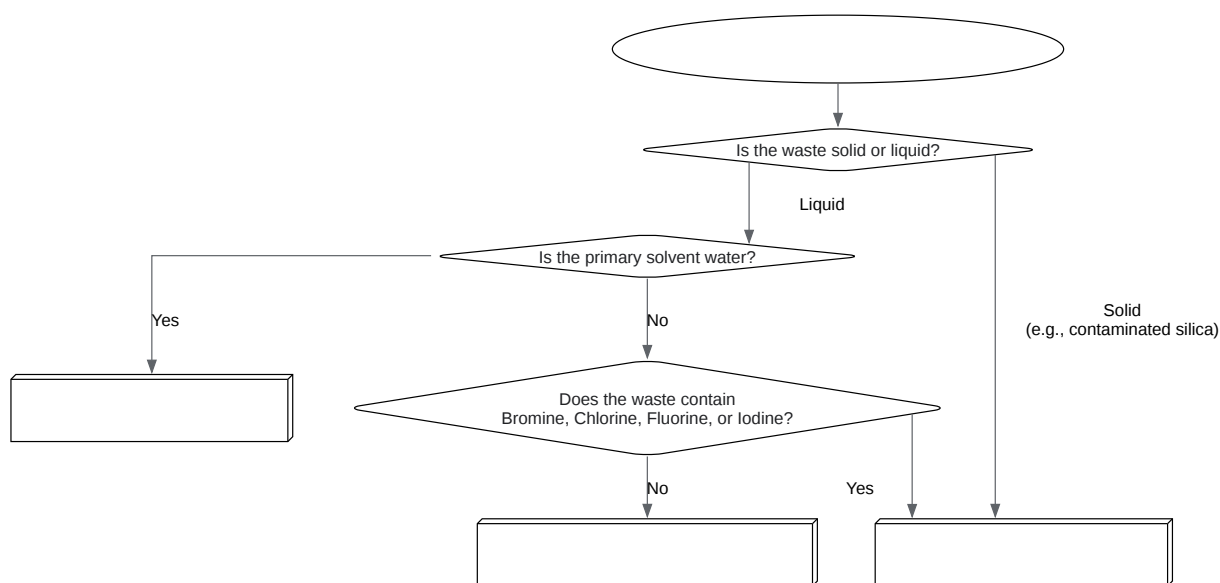 Is the waste solid or liquid?
Liquid
Is the primary solvent water?
Yes
No
Solid
(e.g., contaminated silica)
Does the waste contain
Bromine, Chlorine, Fluorine, or Iodine?
No
Yes